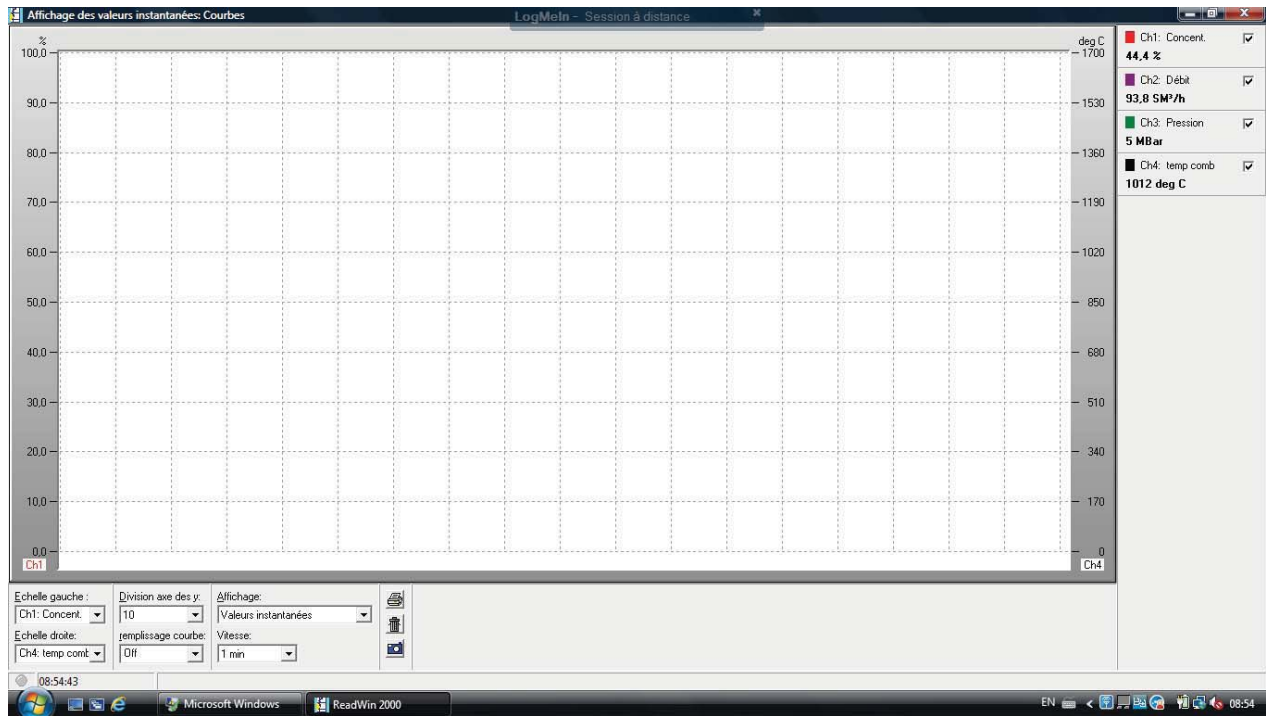 Affichage des valeurs instantanées: Courbes
LogMeIn - Session à distance
%
100,0
90,0
80,0
70,0
60,0
50,0
40,0
30,0
20,0
10,0
0,0
Ch1
deg C
1700
1530
1360
1190
1020
850
680
510
340
170
0
Ch4
Ch1: Concent.
44,4 %
Ch2: Débit
93,8 SM³/h
Ch3: Pression
5 MBar
Ch4: temp comb
1012 deg C
Echelle gauche :
Ch1: Concent.
Echelle droite:
Ch4: temp comb
Division axe des y:
10
remplissage courbe:
Off
Affichage:
Valeurs instantanées
Vitesse:
1 min
08:54:43
Microsoft Windows
ReadWin 2000
EN
08:54